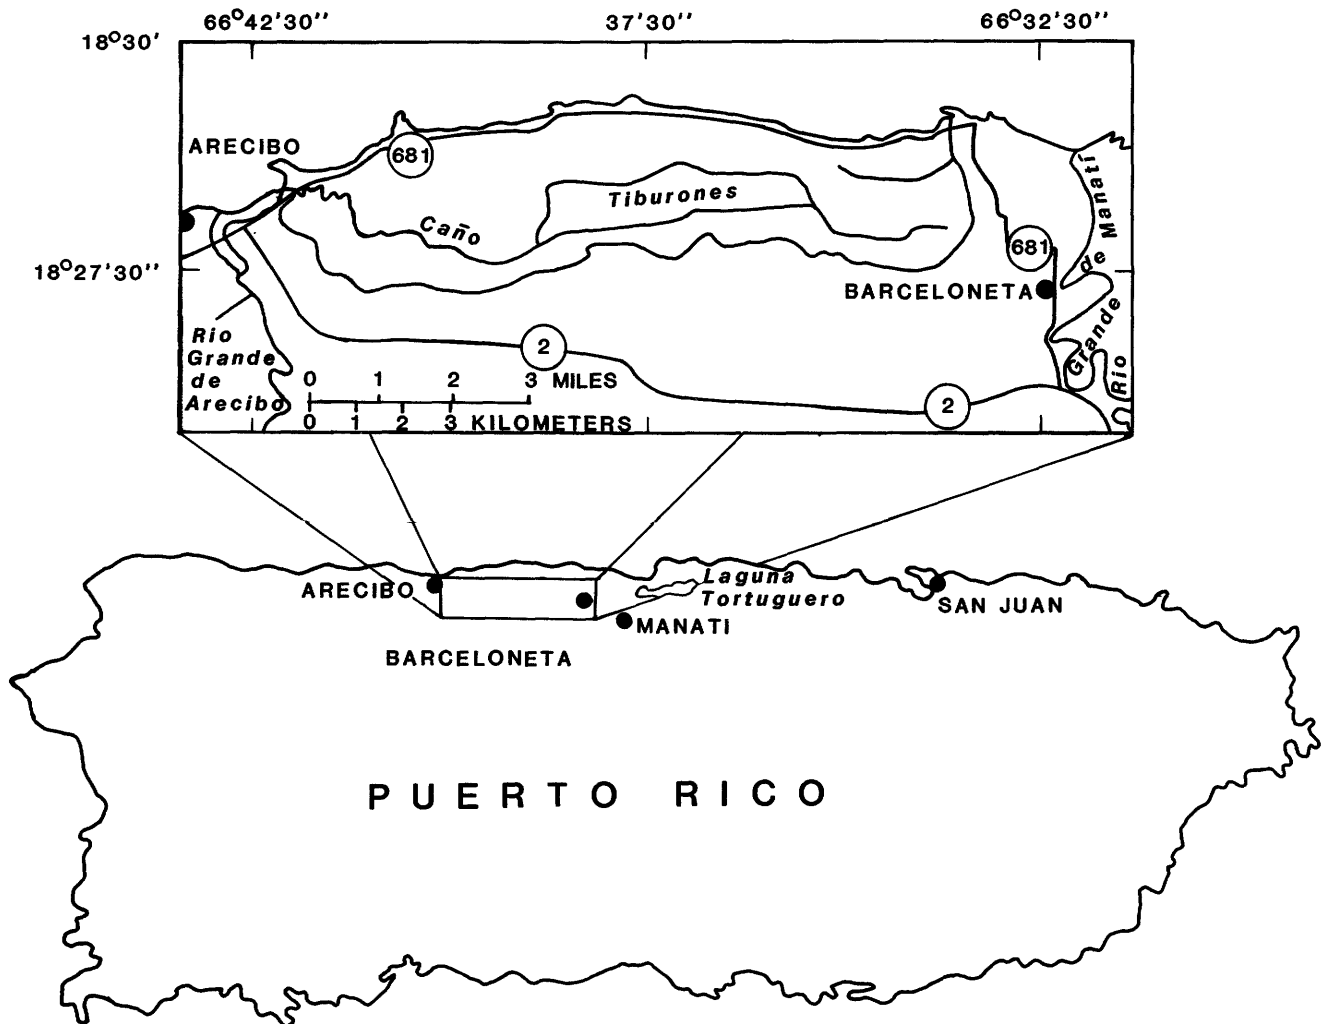 66°42'30'' 37'30'' 66°32'30''
18°30'
ARECIBO
681
Tiburones
Caño
Rio Grande de Manatí
681
18°27'30''
BARCELONETA
Rio
Grande
de
Arecibo
2
0 1 2 3 MILES
0 1 2 3 KILOMETERS
2
Laguna
Tortuguero
ARECIBO
SAN JUAN
MANATI
BARCELONETA
PUERTO RICO